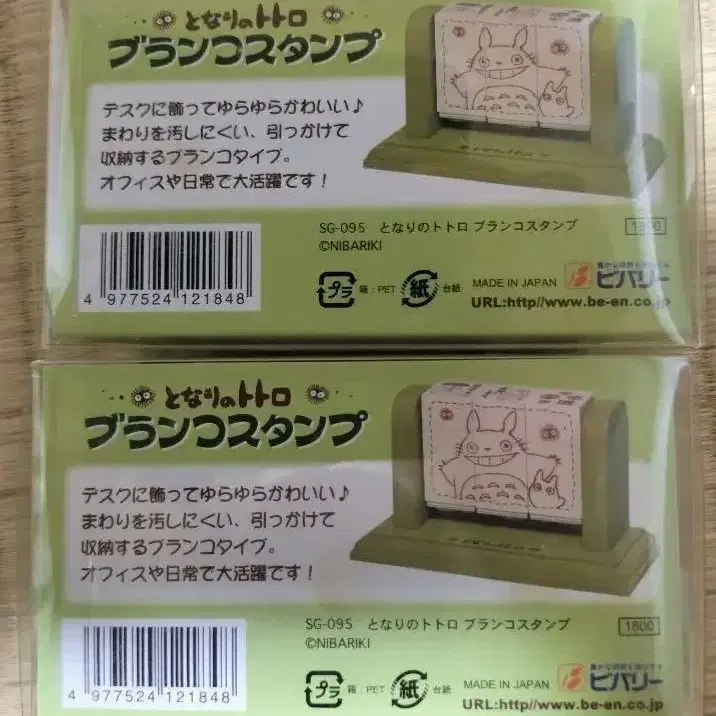 となりのトトロ
ブランコスタンプ
デスクに飾ってゆらゆらかわいい♪
まわりを汚しにくい、引っかけて
収納するブランコタイプ。
オフィスや日常で大活躍です!
SG-095 となりのトトロ ブランコスタンプ 1800
©NIBARIKI
4 977524 121848
プラ 箱:PET 紙 台紙 MADE IN JAPAN ビバリー
URL:http//www.be-en.co.jp
となりのトトロ
ブランコスタンプ
デスクに飾ってゆらゆらかわいい♪
まわりを汚しにくい、引っかけて
収納するブランコタイプ。
オフィスや日常で大活躍です!
SG-095 となりのトトロ ブランコスタンプ 1800
©NIBARIKI
4 977524 121848
プラ 箱:PET 紙 台紙 MADE IN JAPAN ビバリー
URL:http//www.be-en.co.jp